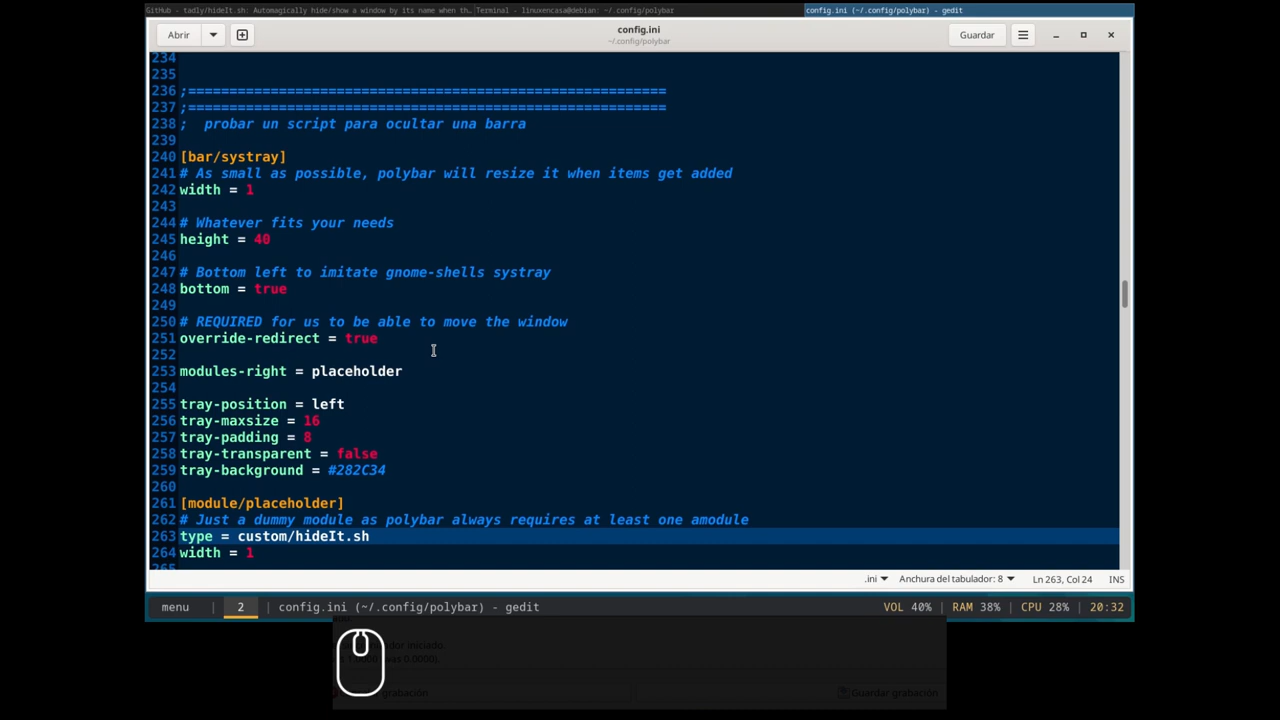 GitHub - tadly/hideIt.sh: Automagically hide/show a window by its name when th... Terminal - linuxencasa@debian: ~/.config/polybar config.ini (~/.config/polybar) - gedit
Abrir config.ini Guardar
~/.config/polybar
234
235
236 ;==========================================================
237 ;==========================================================
238 ;  probar un script para ocultar una barra
239
240 [bar/systray]
241 # As small as possible, polybar will resize it when items get added
242 width = 1
243
244 # Whatever fits your needs
245 height = 40
246
247 # Bottom left to imitate gnome-shells systray
248 bottom = true
249
250 # REQUIRED for us to be able to move the window
251 override-redirect = true
252
253 modules-right = placeholder
254
255 tray-position = left
256 tray-maxsize = 16
257 tray-padding = 8
258 tray-transparent = false
259 tray-background = #282C34
260
261 [module/placeholder]
262 # Just a dummy module as polybar always requires at least one amodule
263 type = custom/hideIt.sh
264 width = 1
265
.ini Anchura del tabulador: 8 Ln 263, Col 24 INS
menu | 2 | config.ini (~/.config/polybar) - gedit VOL 40% | RAM 38% | CPU 28% | 20:32
iniciado.
grabación Guardar grabación